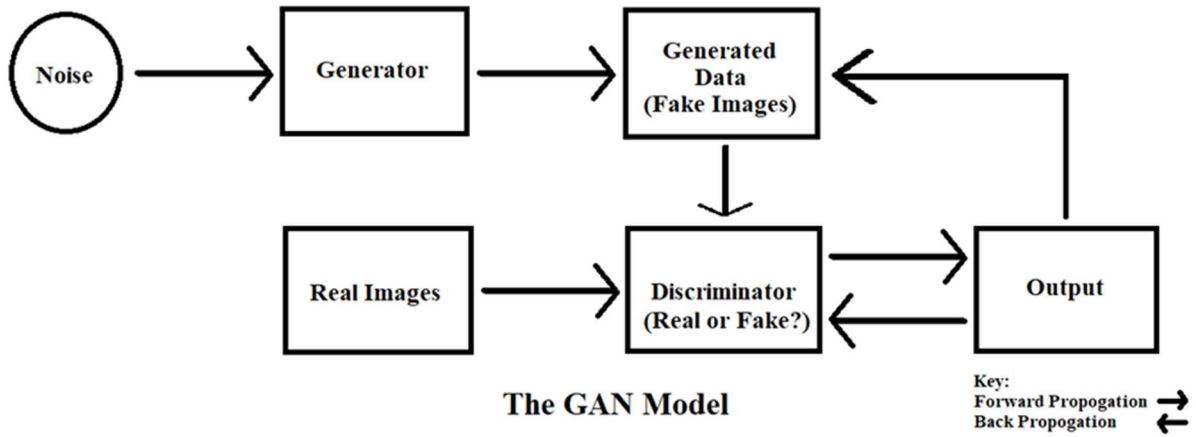 Noise
Generator
Generated
Data
(Fake Images)
Real Images
Discriminator
(Real or Fake?)
Output
The GAN Model
Key:
Forward Propogation
Back Propogation